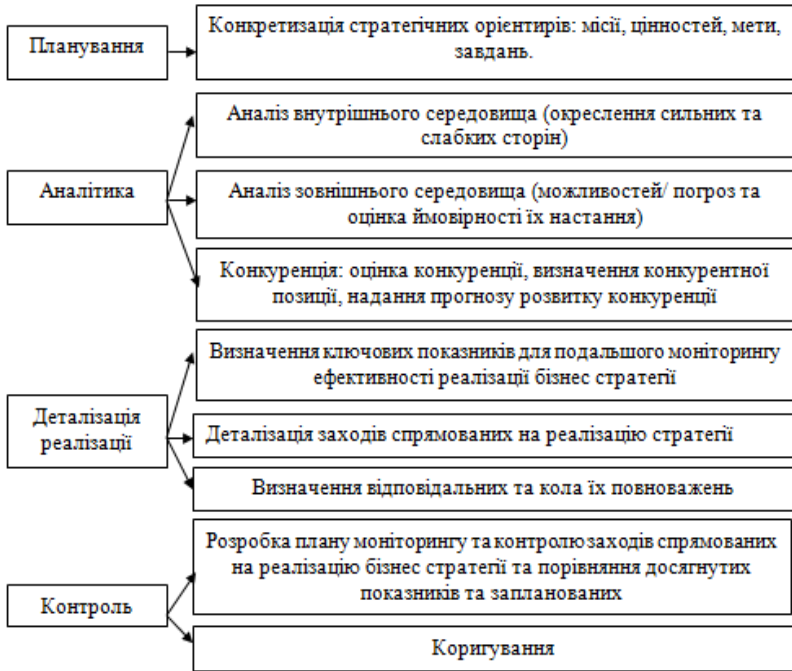 Планування
Конкретизація стратегічних орієнтирів: місії, цінностей, мети,
завдань.
Аналітика
Аналіз внутрішнього середовища (окреслення сильних та
слабких сторін)
Аналіз зовнішнього середовища (можливостей/ погроз та
оцінка ймовірності їх настання)
Конкуренція: оцінка конкуренції, визначення конкурентної
позиції, надання прогнозу розвитку конкуренції
Деталізація
реалізації
Визначення ключових показників для подальшого моніторингу
ефективності реалізації бізнес стратегії
Деталізація заходів спрямованих на реалізацію стратегії
Визначення відповідальних та кола їх повноважень
Контроль
Розробка плану моніторингу та контролю заходів спрямованих
на реалізацію бізнес стратегії та порівняння досягнутих
показників та запланованих
Коригування